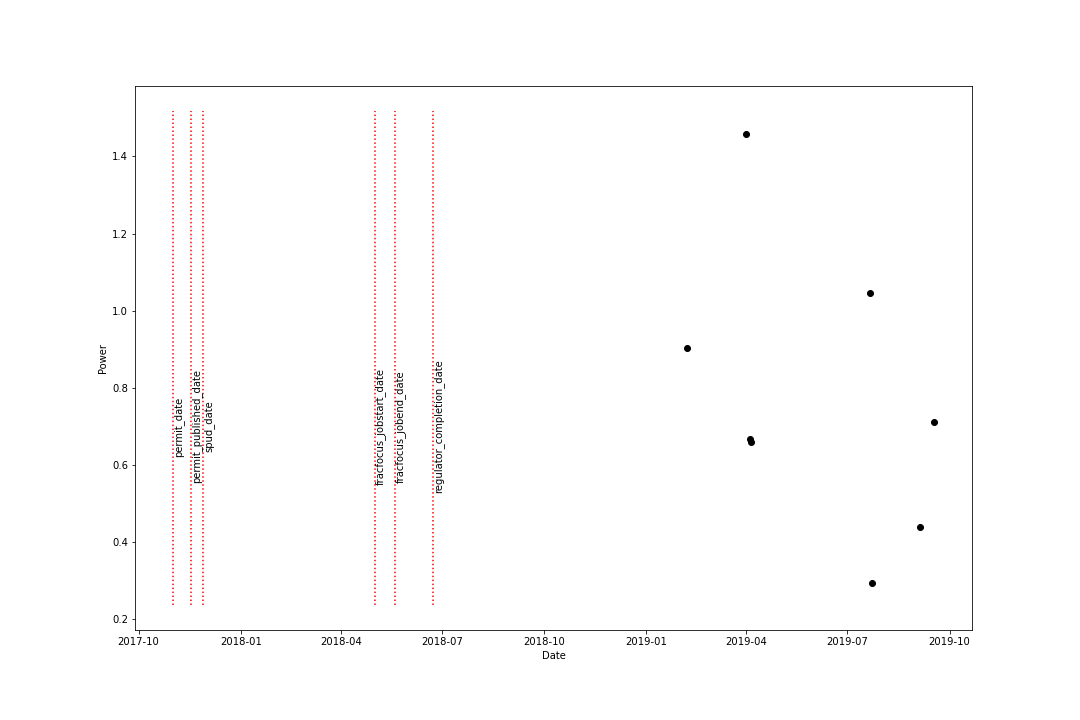 1.4
1.2
1.0
0.8
0.6
0.4
0.2
Power
permit_date
permit_published_date
spud_date
fracfocus_jobstart_date
fracfocus_jobend_date
regulator_completion_date
2017-10
2018-01
2018-04
2018-07
2018-10
2019-01
2019-04
2019-07
2019-10
Date